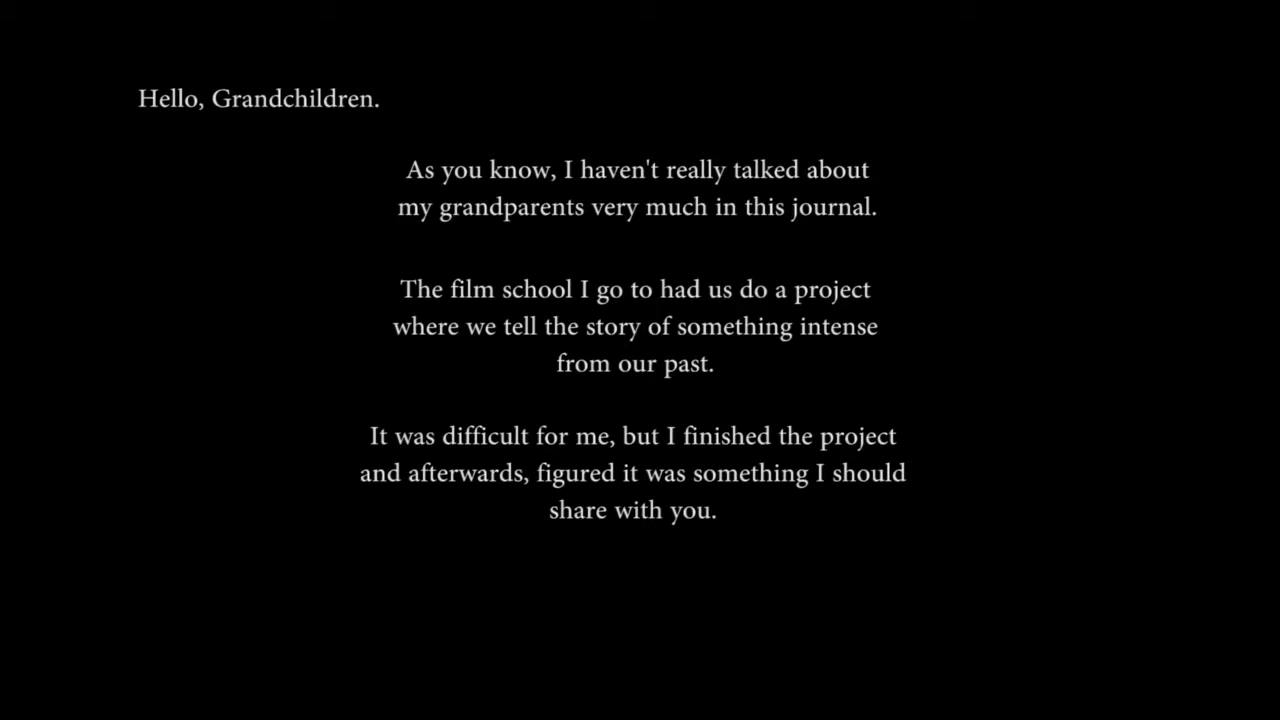 Hello, Grandchildren.
As you know, I haven't really talked about
my grandparents very much in this journal.
The film school I go to had us do a project
where we tell the story of something intense
from our past.
It was difficult for me, but I finished the project
and afterwards, figured it was something I should
share with you.